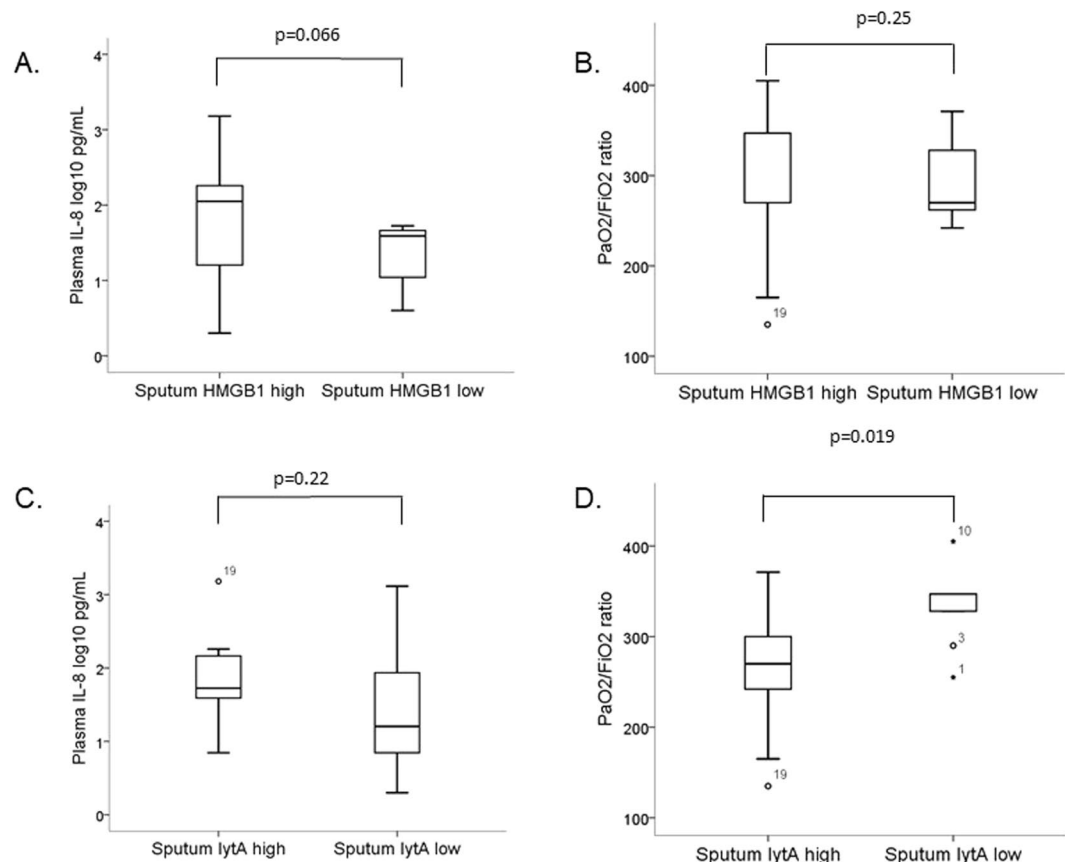 p=0.066
A.
4
3
2
1
0
Plasma IL-8 log10 pg/mL
Sputum HMGB1 high Sputum HMGB1 low
p=0.25
B.
400
300
200
100
PaO2/FiO2 ratio
19
Sputum HMGB1 high Sputum HMGB1 low
p=0.22
C.
4
3
2
1
0
Plasma IL-8 log10 pg/mL
19
Sputum lytA high Sputum lytA low
p=0.019
D.
400
300
200
100
PaO2/FiO2 ratio
10
3
1
19
Sputum lytA high Sputum lytA low